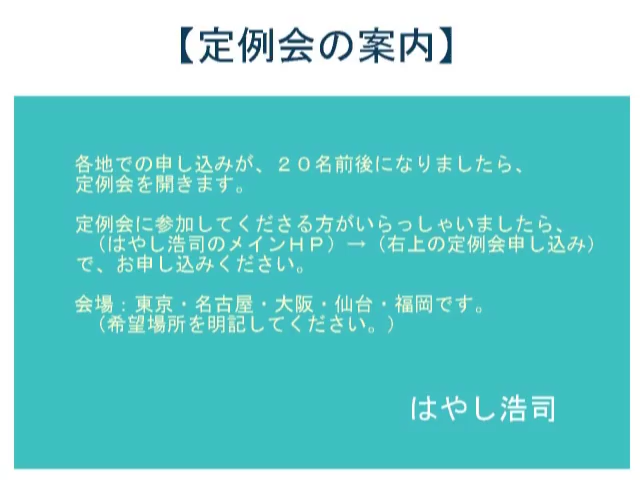 【定例会の案内】
各地での申し込みが、２０名前後になりましたら、
定例会を開きます。
定例会に参加してくださる方がいらっしゃいましたら、
（はやし浩司のメインＨＰ）→（右上の定例会申し込み）
で、お申し込みください。
会場：東京・名古屋・大阪・仙台・福岡です。
（希望場所を明記してください。）
はやし浩司